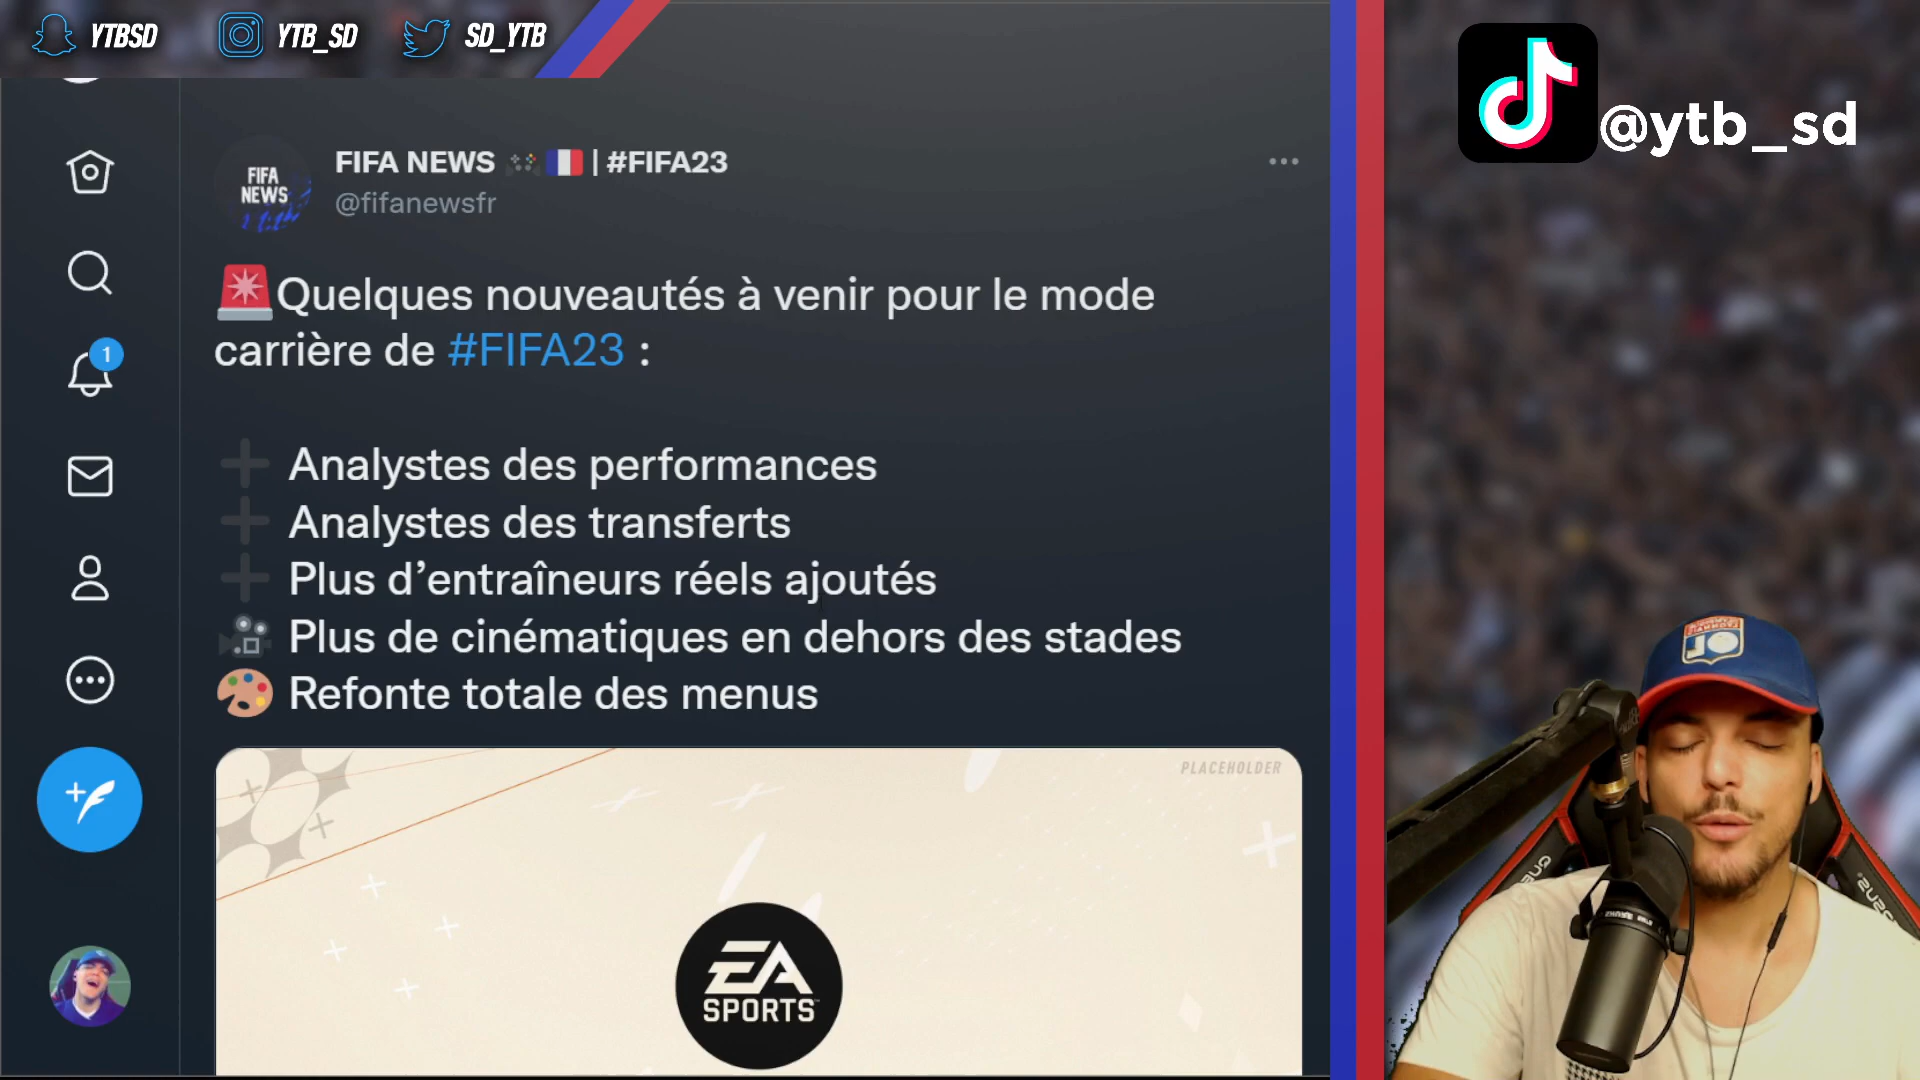 YTBSD YTB_SD SD_YTB
@ytb_sd
FIFA NEWS | #FIFA23
@fifanewsfr
FIFA
NEWS
Quelques nouveautés à venir pour le mode
carrière de #FIFA23 :
1
Analystes des performances
Analystes des transferts
Plus d’entraîneurs réels ajoutés
Plus de cinématiques en dehors des stades
Refonte totale des menus
PLACEHOLDER
EA
SPORTS
JO